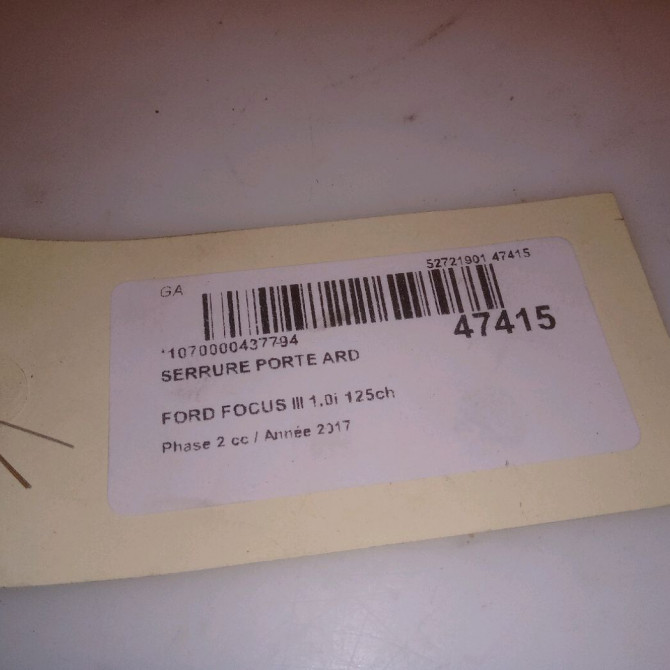 GA
52721901 47415
*1070000437794
47415
SERRURE PORTE ARD
FORD FOCUS III 1.0i 125ch
Phase 2 cc / Année 2017